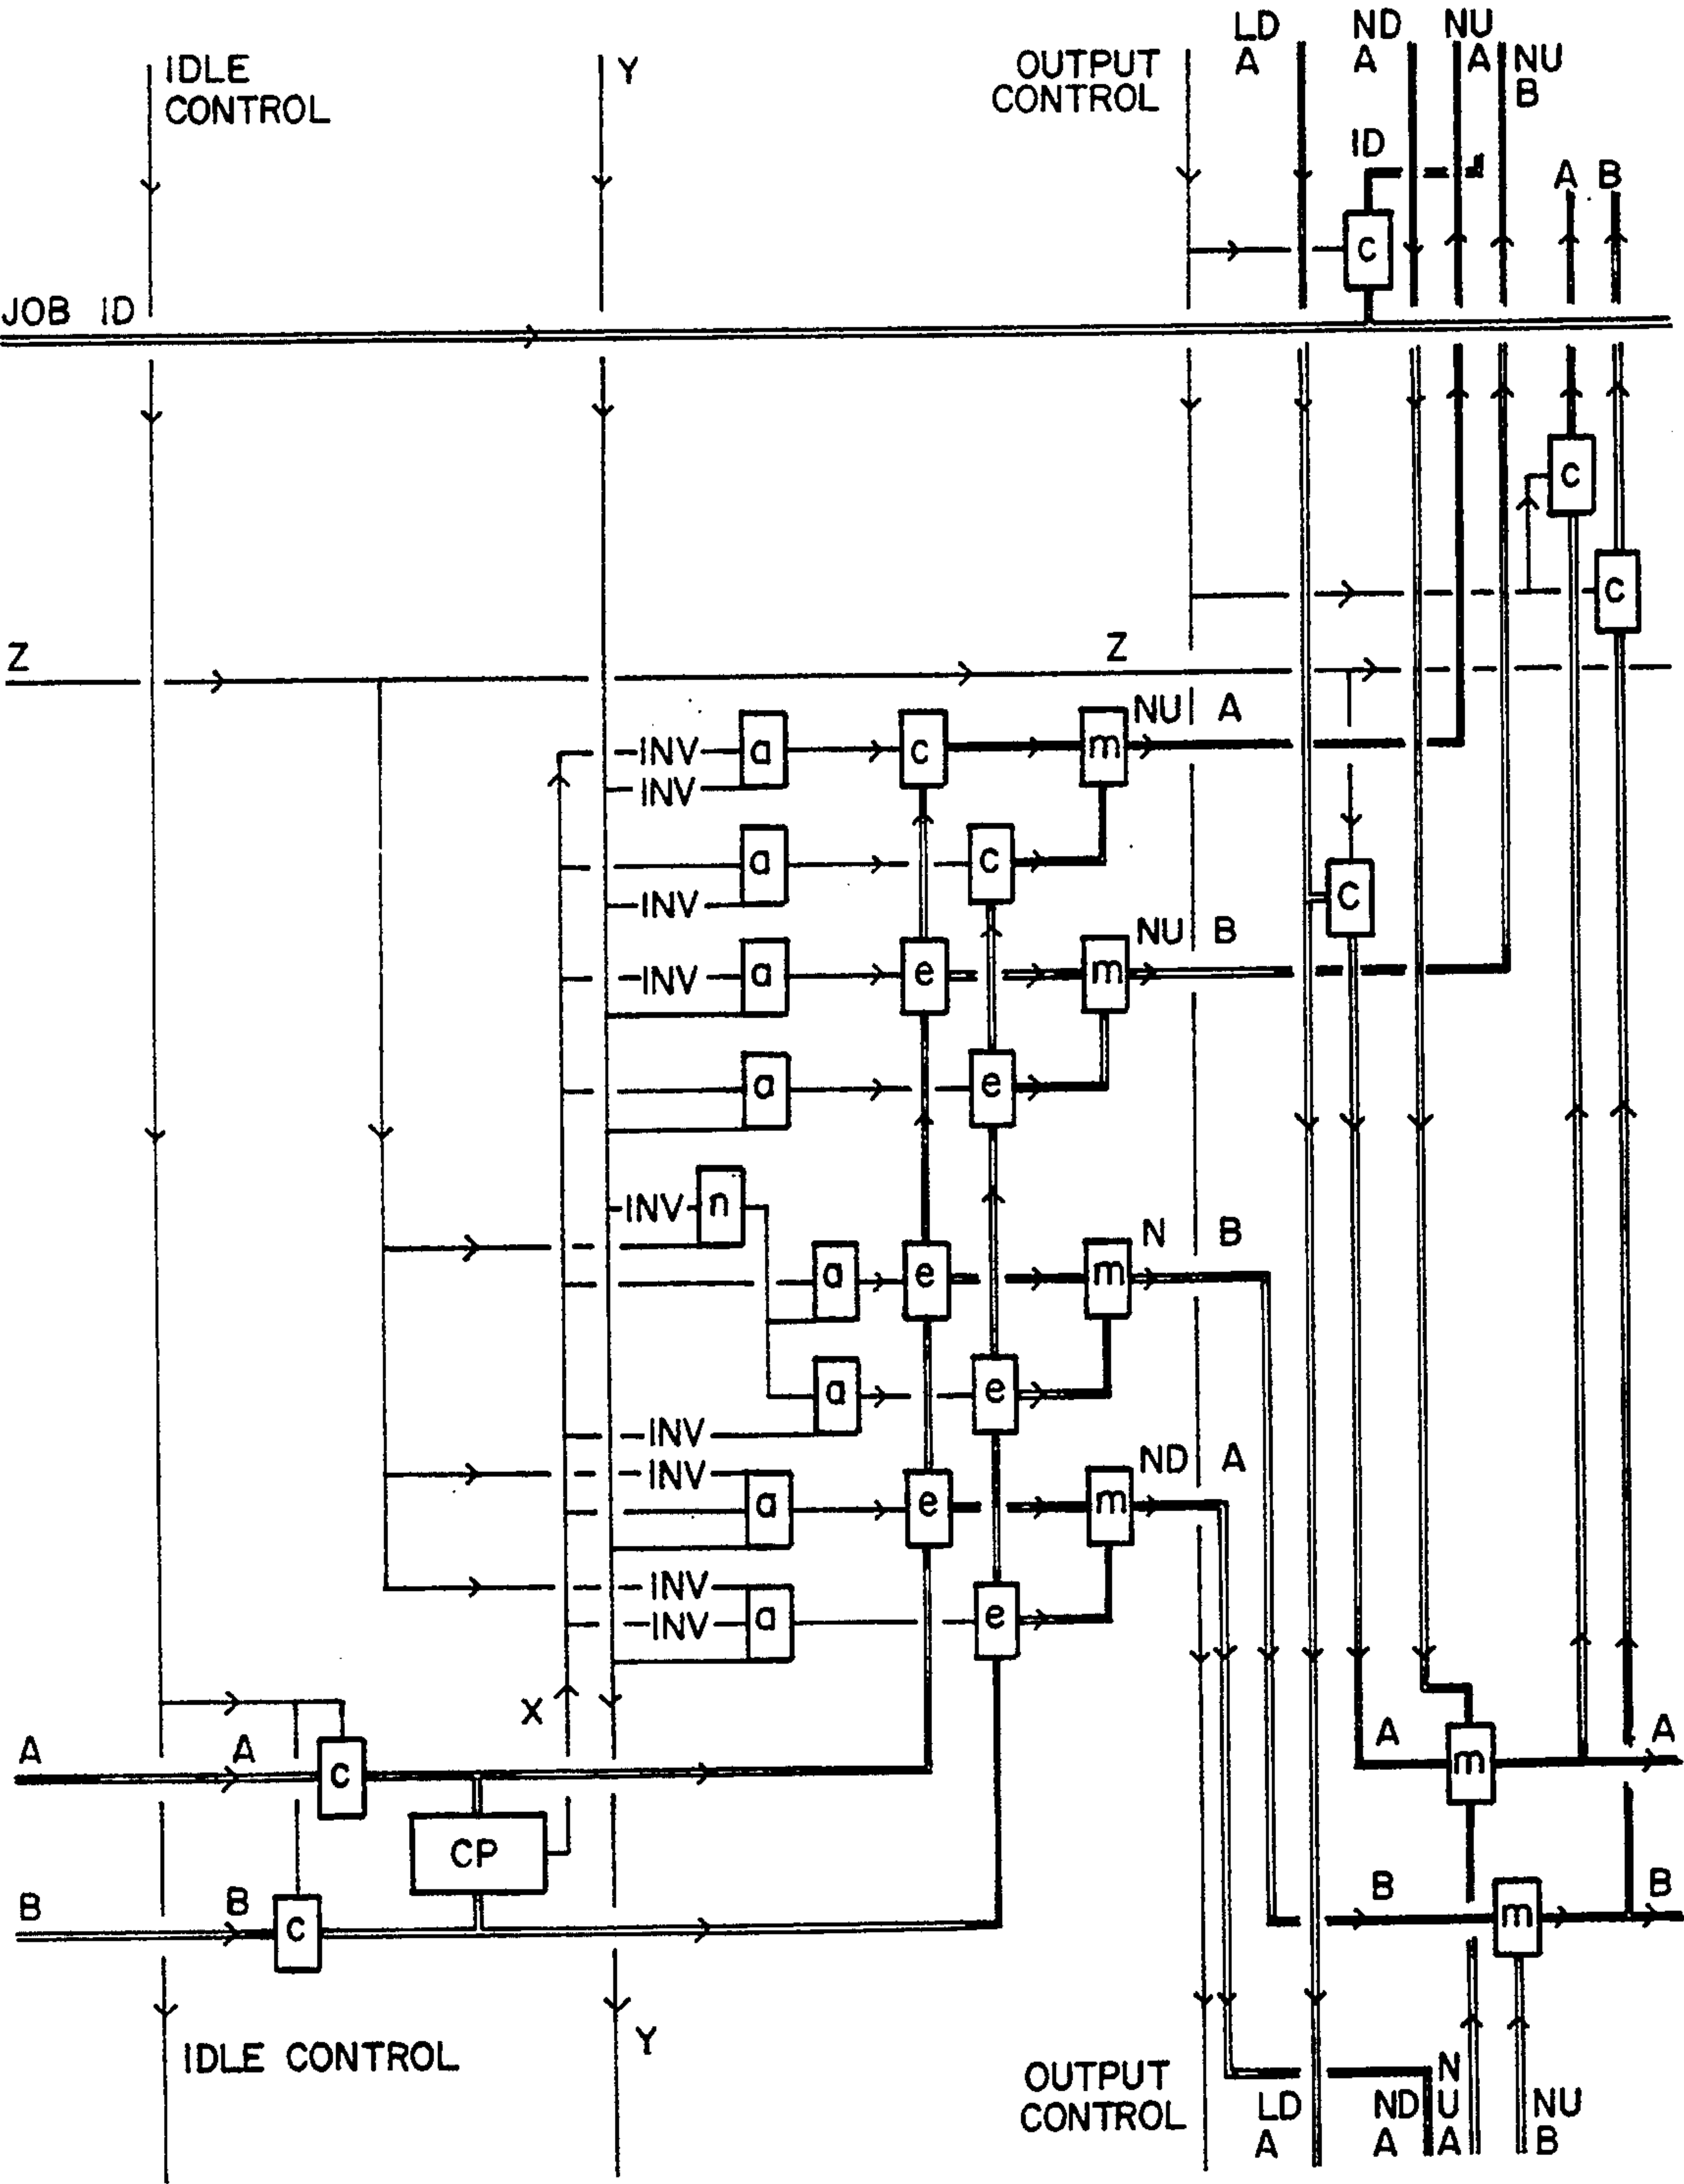 LD
ND
NU
IDLE
CONTROL
Y
OUTPUT
CONTROL
A
A
A
NU
B
ID
A
B
c
JOB ID
c
c
Z
Z
NU
A
INV
a
c
m
INV
a
c
INV
c
NU
B
INV
a
e
m
a
e
INV
n
N
B
a
e
m
a
e
INV
ND
A
INV
a
e
m
INV
INV
a
e
X
A
A
c
A
m
A
CP
B
B
c
B
m
B
IDLE CONTROL
Y
OUTPUT
CONTROL
LD
A
ND
A
N
U
A
NU
B